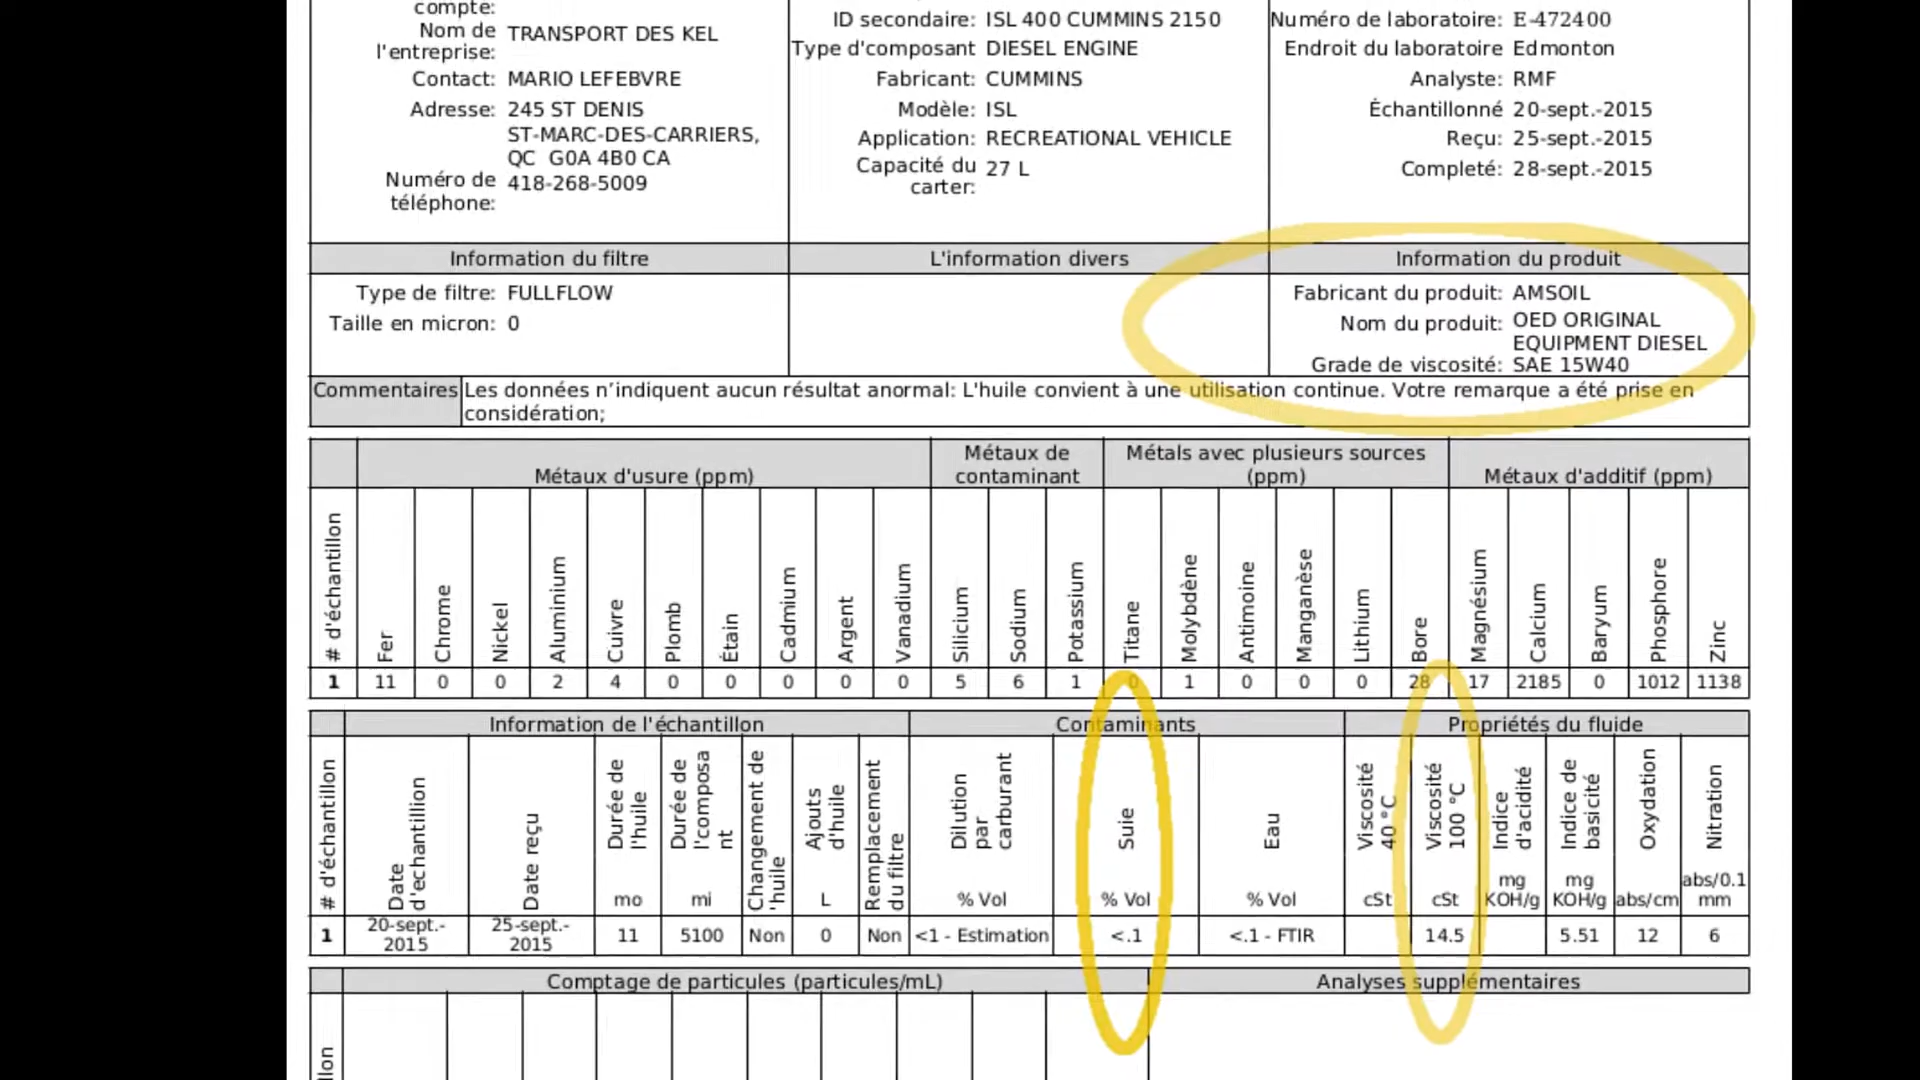 compte:
Nom de l'entreprise: TRANSPORT DES KEL
Contact: MARIO LEFEBVRE
Adresse: 245 ST DENIS
ST-MARC-DES-CARRIERS,
QC G0A 4B0 CA
Numéro de téléphone: 418-268-5009
ID secondaire: ISL 400 CUMMINS 2150
Type d'composant DIESEL ENGINE
Fabricant: CUMMINS
Modèle: ISL
Application: RECREATIONAL VEHICLE
Capacité du carter: 27 L
Numéro de laboratoire: E-472400
Endroit du laboratoire Edmonton
Analyste: RMF
Échantillonné 20-sept.-2015
Reçu: 25-sept.-2015
Completé: 28-sept.-2015
Information du filtre
Type de filtre: FULLFLOW
Taille en micron: 0
L'information divers
Information du produit
Fabricant du produit: AMSOIL
Nom du produit: OED ORIGINAL
EQUIPMENT DIESEL
Grade de viscosité: SAE 15W40
Commentaires Les données n'indiquent aucun résultat anormal: L'huile convient à une utilisation continue. Votre remarque a été prise en
considération;
Métaux d'usure (ppm)
Métaux de contaminant
Métals avec plusieurs sources (ppm)
Métaux d'additif (ppm)
# d'échantillon Fer Chrome Nickel Aluminium Cuivre Plomb Étain Cadmium Argent Vanadium Silicium Sodium Potassium Titane Molybdène Antimoine Manganèse Lithium Bore Magnésium Calcium Baryum Phosphore Zinc
1 11 0 0 2 4 0 0 0 0 0 5 6 1 0 1 0 0 0 28 17 2185 0 1012 1138
Information de l'échantillon Contaminants Propriétés du fluide
# d'échantillon
Date d'echantillion
Date reçu
Durée de l'huile mo
Durée de l'composa nt mi
Changement de 'huile
Ajouts d'huile L
Remplacement du filtre
Dilution par carburant % Vol
Suie % Vol
Eau % Vol
Viscosité 40 °C cSt
Viscosité 100 °C cSt
Indice d'acidité mg KOH/g
Indice de basicité mg KOH/g
Oxydation abs/cm
Nitration abs/0.1 mm
1 20-sept.-2015 25-sept.-2015 11 5100 Non 0 Non <1 - Estimation <.1 <.1 - FTIR 14.5 5.51 12 6
Comptage de particules (particules/mL) Analyses supplémentaires